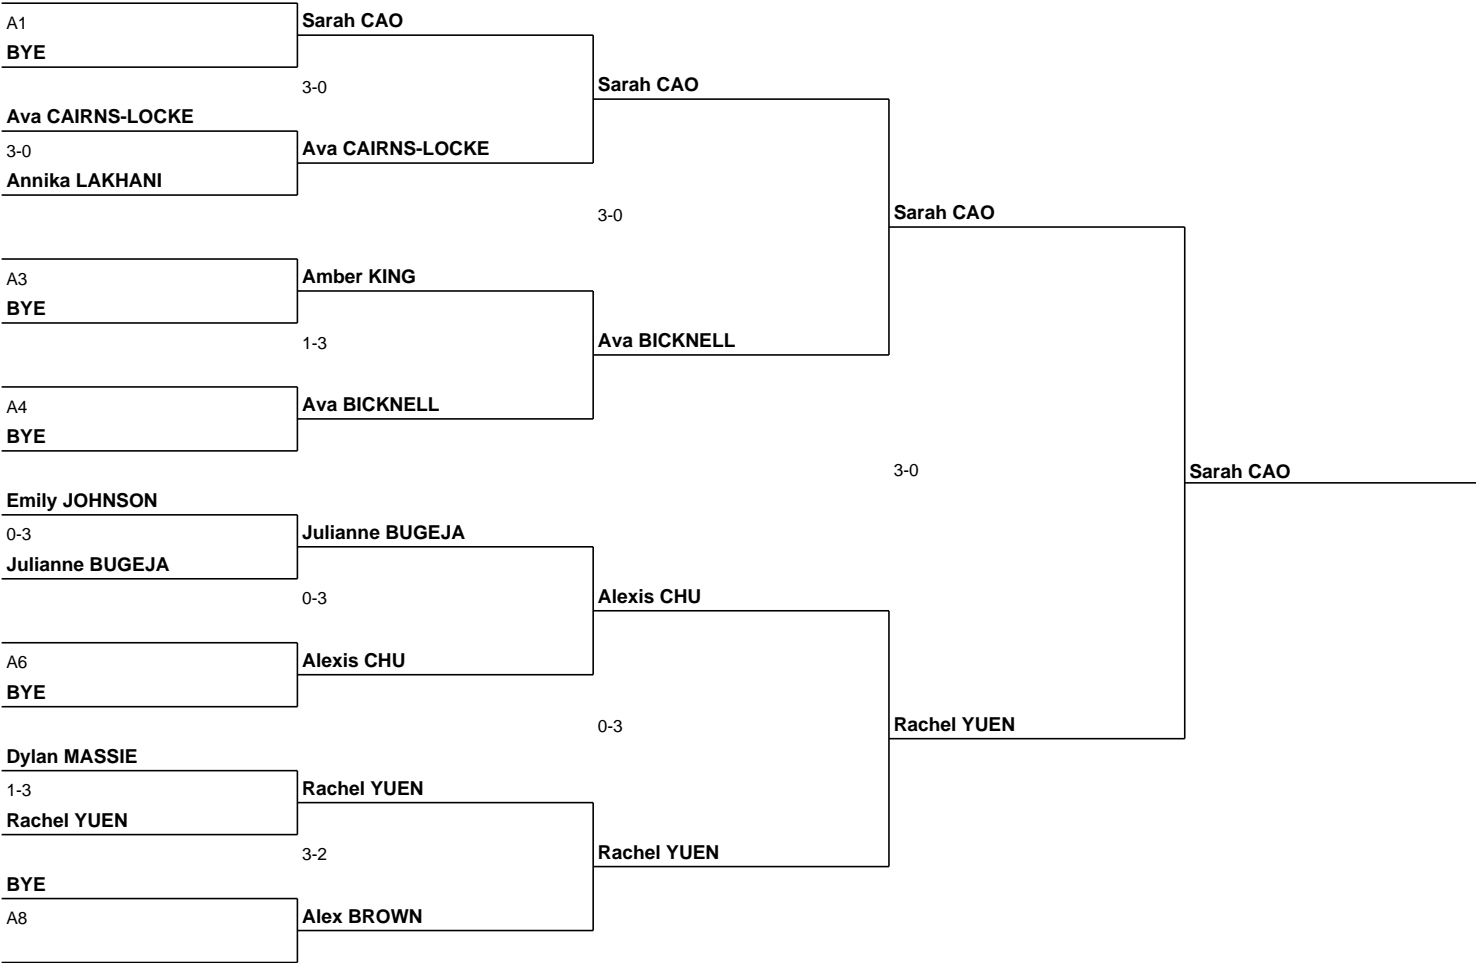 A1
BYE
Ava CAIRNS-LOCKE
3-0
Annika LAKHANI
A3
BYE
A4
BYE
Emily JOHNSON
0-3
Julianne BUGEJA
A6
BYE
Dylan MASSIE
1-3
Rachel YUEN
BYE
A8
Sarah CAO
3-0
Ava CAIRNS-LOCKE
Amber KING
1-3
Ava BICKNELL
Julianne BUGEJA
0-3
Alexis CHU
Rachel YUEN
3-2
Alex BROWN
Sarah CAO
3-0
Ava BICKNELL
Alexis CHU
0-3
Rachel YUEN
Sarah CAO
3-0
Rachel YUEN
Sarah CAO